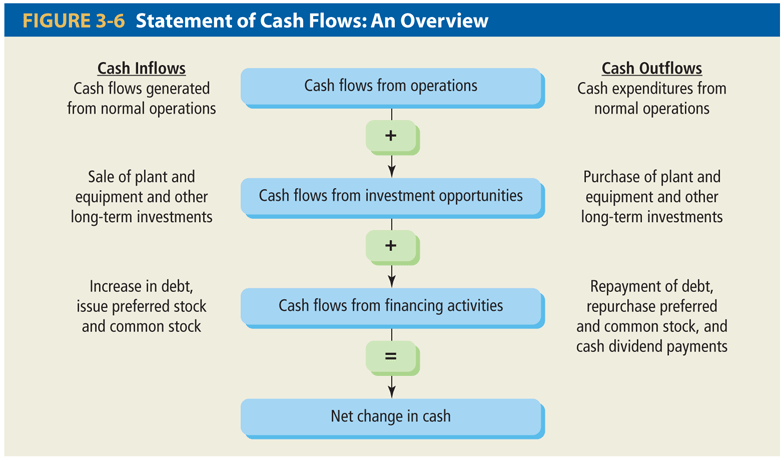 FIGURE 3-6 Statement of Cash Flows: An Overview
Cash Inflows
Cash flows generated
from normal operations
Cash flows from operations
Cash Outflows
Cash expenditures from
normal operations
+
Sale of plant and
equipment and other
long-term investments
Cash flows from investment opportunities
Purchase of plant and
equipment and other
long-term investments
+
Increase in debt,
issue preferred stock
and common stock
Cash flows from financing activities
Repayment of debt,
repurchase preferred
and common stock, and
cash dividend payments
=
Net change in cash